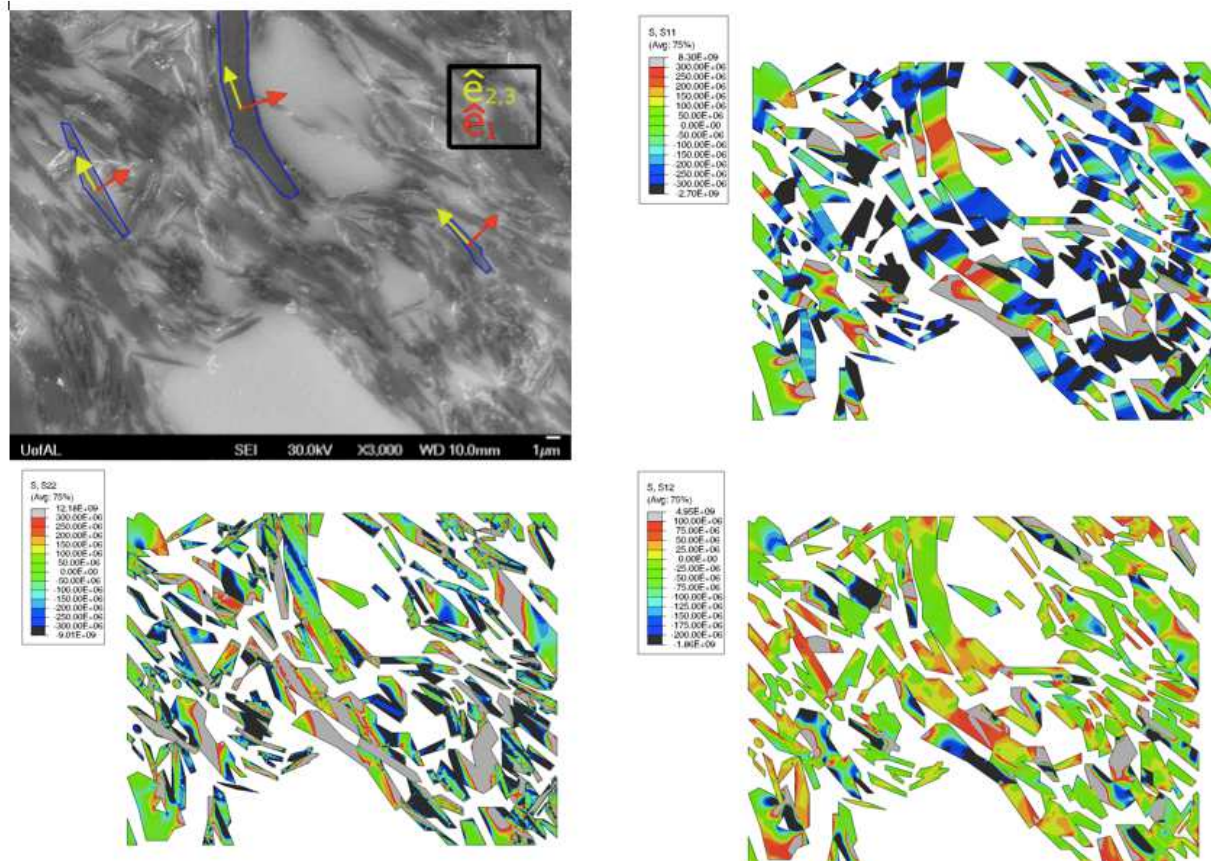 ê2,3
ê1
UofAL SEI 30.0kV X3,000 WD 10.0mm 1μm
S, S11
(Avg: 75%)
8.30E+09
300.00E+06
250.00E+06
200.00E+06
150.00E+06
100.00E+06
50.00E+06
0.00E+00
-50.00E+06
-100.00E+06
-150.00E+06
-200.00E+06
-250.00E+06
-300.00E+06
-2.70E+09
S, S22
(Avg: 75%)
12.18E+09
300.00E+06
250.00E+06
200.00E+06
150.00E+06
100.00E+06
50.00E+06
0.00E+00
-50.00E+06
-100.00E+06
-150.00E+06
-200.00E+06
-250.00E+06
-300.00E+06
-9.01E+09
S, S12
(Avg: 75%)
4.95E+09
100.00E+06
75.00E+06
50.00E+06
25.00E+06
0.00E+00
-25.00E+06
-50.00E+06
-75.00E+06
-100.00E+06
-125.00E+06
-150.00E+06
-175.00E+06
-200.00E+06
-1.86E+09